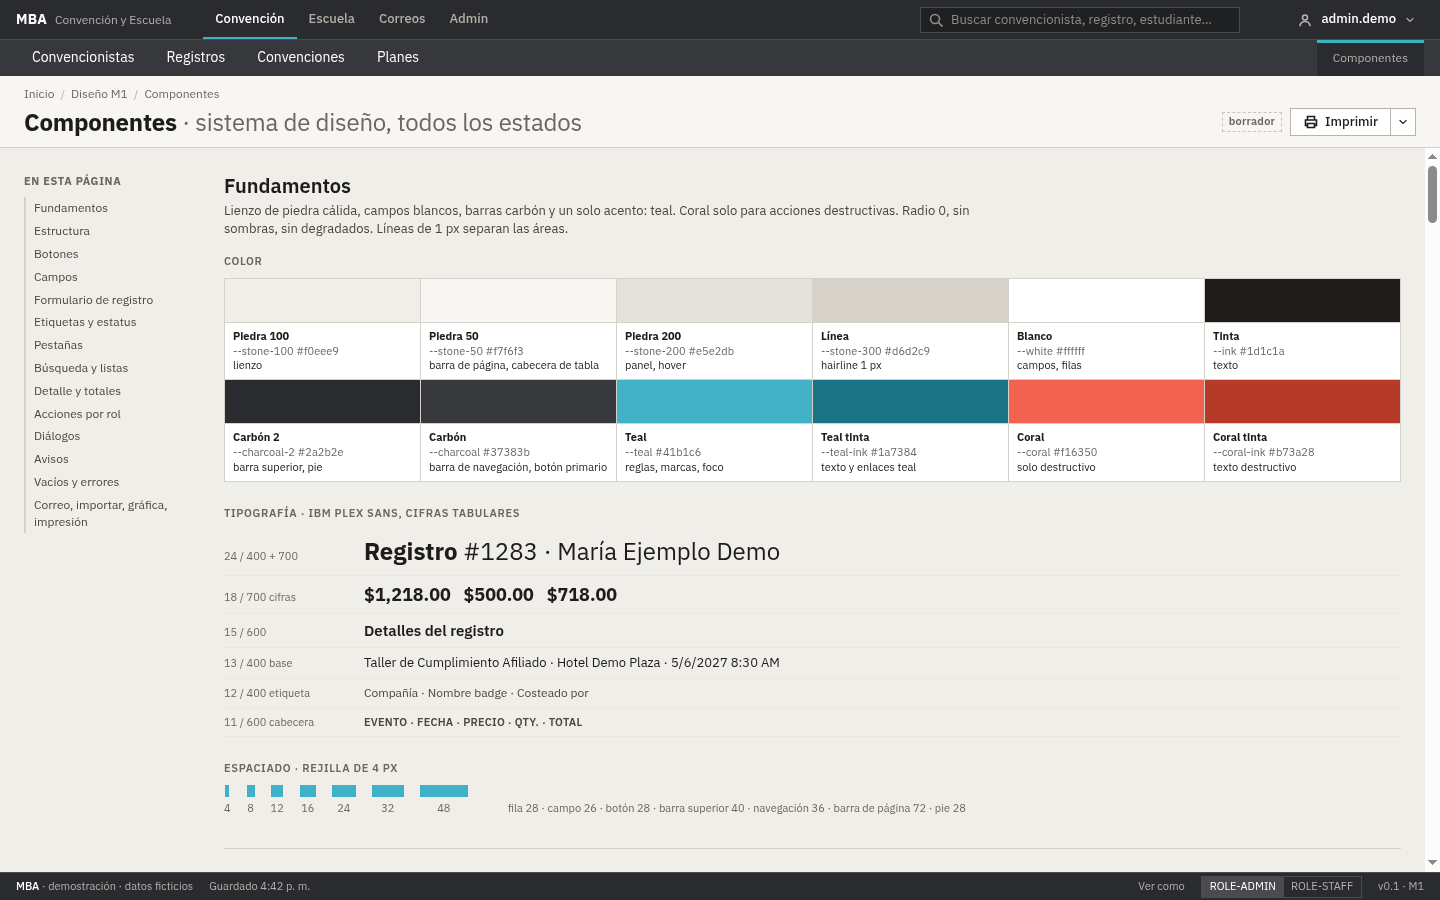 MBA Convención y Escuela Convención Escuela Correos Admin Buscar convencionista, registro, estudiante... admin.demo
Convencionistas Registros Convenciones Planes Componentes
Inicio / Diseño M1 / Componentes
Componentes · sistema de diseño, todos los estados borrador Imprimir
EN ESTA PÁGINA
Fundamentos
Estructura
Botones
Campos
Formulario de registro
Etiquetas y estatus
Pestañas
Búsqueda y listas
Detalle y totales
Acciones por rol
Diálogos
Avisos
Vacíos y errores
Correo, importar, gráfica,
impresión
Fundamentos
Lienzo de piedra cálida, campos blancos, barras carbón y un solo acento: teal. Coral solo para acciones destructivas. Radio 0, sin
sombras, sin degradados. Líneas de 1 px separan las áreas.
COLOR
Piedra 100 Piedra 50 Piedra 200 Línea Blanco Tinta
--stone-100 #f0eee9 --stone-50 #f7f6f3 --stone-200 #e5e2db --stone-300 #d6d2c9 --white #ffffff --ink #1d1c1a
lienzo barra de página, cabecera de tabla panel, hover hairline 1 px campos, filas texto
Carbón 2 Carbón Teal Teal tinta Coral Coral tinta
--charcoal-2 #2a2b2e --charcoal #37383b --teal #41b1c6 --teal-ink #1a7384 --coral #f16350 --coral-ink #b73a28
barra superior, pie barra de navegación, botón primario reglas, marcas, foco texto y enlaces teal solo destructivo texto destructivo
TIPOGRAFÍA · IBM PLEX SANS, CIFRAS TABULARES
24 / 400 + 700 Registro #1283 · María Ejemplo Demo
18 / 700 cifras $1,218.00 $500.00 $718.00
15 / 600 Detalles del registro
13 / 400 base Taller de Cumplimiento Afiliado · Hotel Demo Plaza · 5/6/2027 8:30 AM
12 / 400 etiqueta Compañía · Nombre badge · Costeado por
11 / 600 cabecera EVENTO · FECHA · PRECIO · QTY. · TOTAL
ESPACIADO · REJILLA DE 4 PX
4 8 12 16 24 32 48 fila 28 · campo 26 · botón 28 · barra superior 40 · navegación 36 · barra de página 72 · pie 28
MBA · demostración · datos ficticios Guardado 4:42 p. m. Ver como ROLE-ADMIN ROLE-STAFF v0.1 · M1